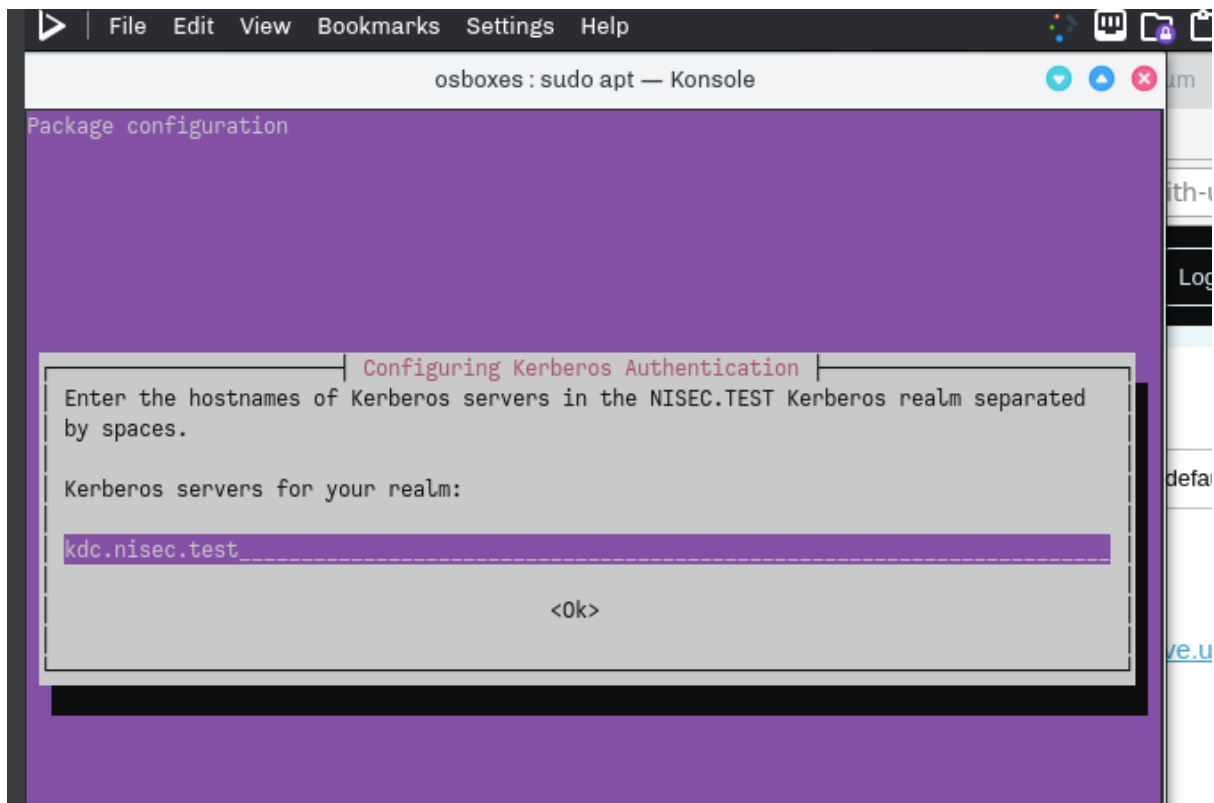 File Edit View Bookmarks Settings Help
osboxes : sudo apt — Konsole
Package configuration
Configuring Kerberos Authentication
Enter the hostnames of Kerberos servers in the NISEC.TEST Kerberos realm separated
by spaces.
Kerberos servers for your realm:
kdc.nisec.test
<Ok>